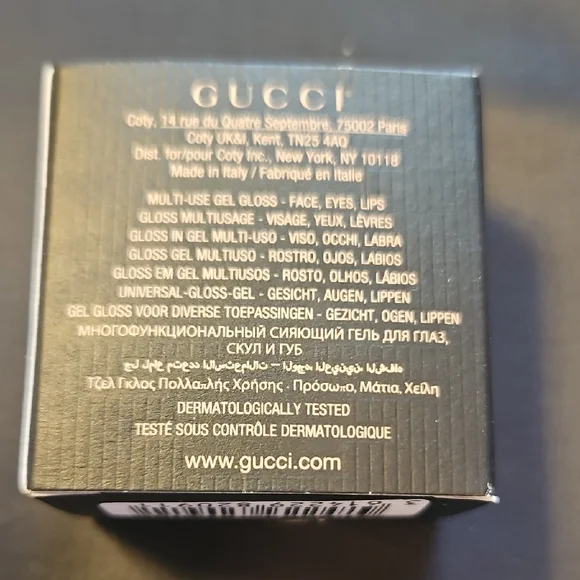 GUCCI
Coty, 14 rue du Quatre Septembre, 75002 Paris
Coty UK&I, Kent, TN25 4AQ
Dist. for/pour Coty Inc., New York, NY 10118
Made in Italy / Fabriqué en Italie
MULTI-USE GEL GLOSS - FACE, EYES, LIPS
GLOSS MULTIUSAGE - VISAGE, YEUX, LÈVRES
GLOSS IN GEL MULTI-USO - VISO, OCCHI, LABRA
GLOSS GEL MULTIUSO - ROSTRO, OJOS, LABIOS
GLOSS EM GEL MULTIUSOS - ROSTO, OLHOS, LÁBIOS
UNIVERSAL-GLOSS-GEL - GESICHT, AUGEN, LIPPEN
GEL GLOSS VOOR DIVERSE TOEPASSINGEN - GEZICHT, OGEN, LIPPEN
МНОГОФУНКЦИОНАЛЬНЫЙ СИЯЮЩИЙ ГЕЛЬ ДЛЯ ГЛАЗ,
СКУЛ И ГУБ
Τζελ Γκλος Πολλαπλής Χρήσης - Πρόσωπο, Μάτια, Χείλη
DERMATOLOGICALLY TESTED
TESTÉ SOUS CONTRÔLE DERMATOLOGIQUE
www.gucci.com